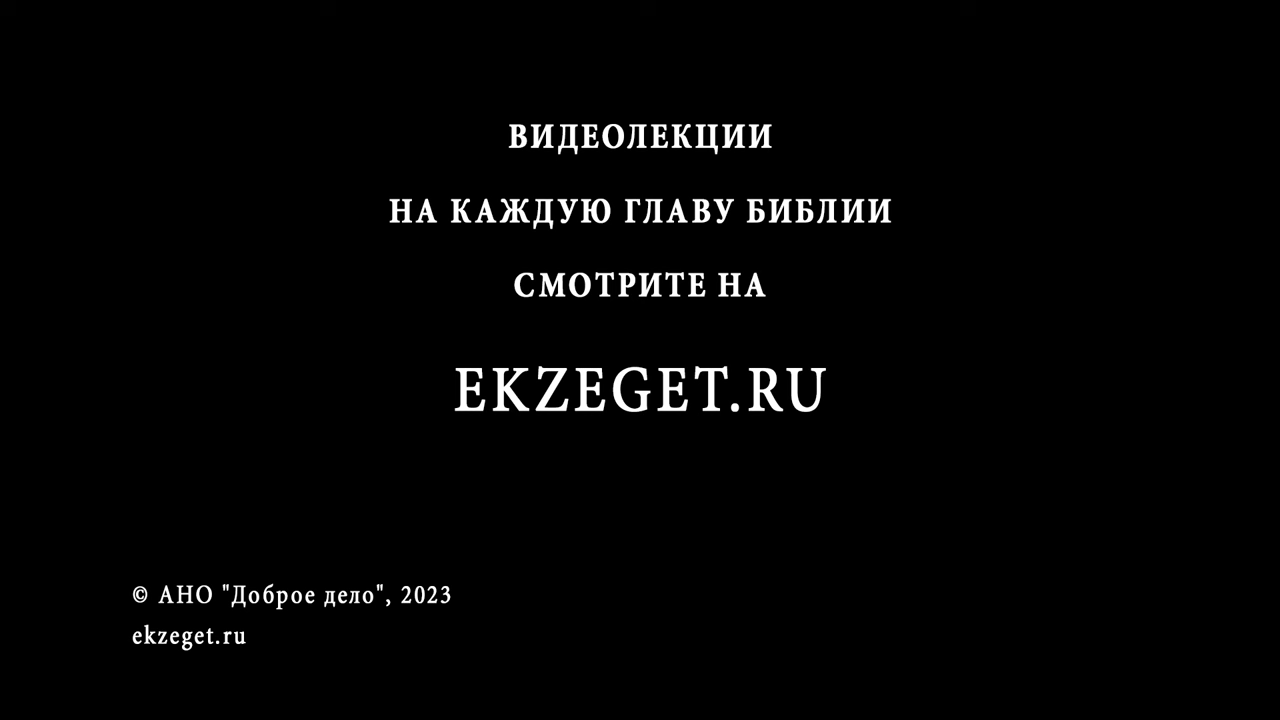 ВИДЕОЛЕКЦИИ
НА КАЖДУЮ ГЛАВУ БИБЛИИ
СМОТРИТЕ НА
EKZEGET.RU
© АНО "Доброе дело", 2023
ekzeget.ru